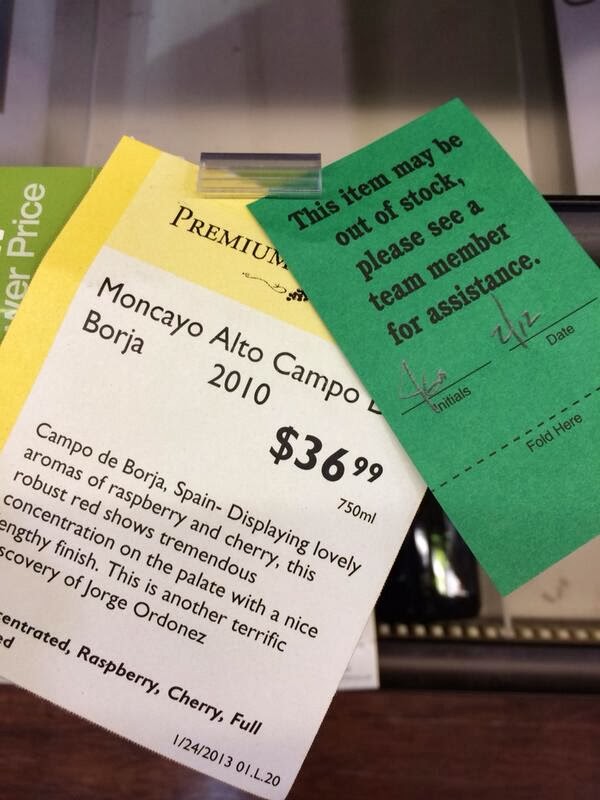 wer Price
PREMIUM
Moncayo Alto Campo
Borja
2010
$36.99
750ml
Campo de Borja, Spain- Displaying lovely
aromas of raspberry and cherry, this
robust red shows tremendous
concentration on the palate with a nice
engthy finish. This is another terrific
scovery of Jorge Ordonez
entrated, Raspberry, Cherry, Full
ed
1/24/2013 01.L.20
This item may be
out of stock,
please see a
team member
for assistance.
2/12
Initials
Date
Fold Here